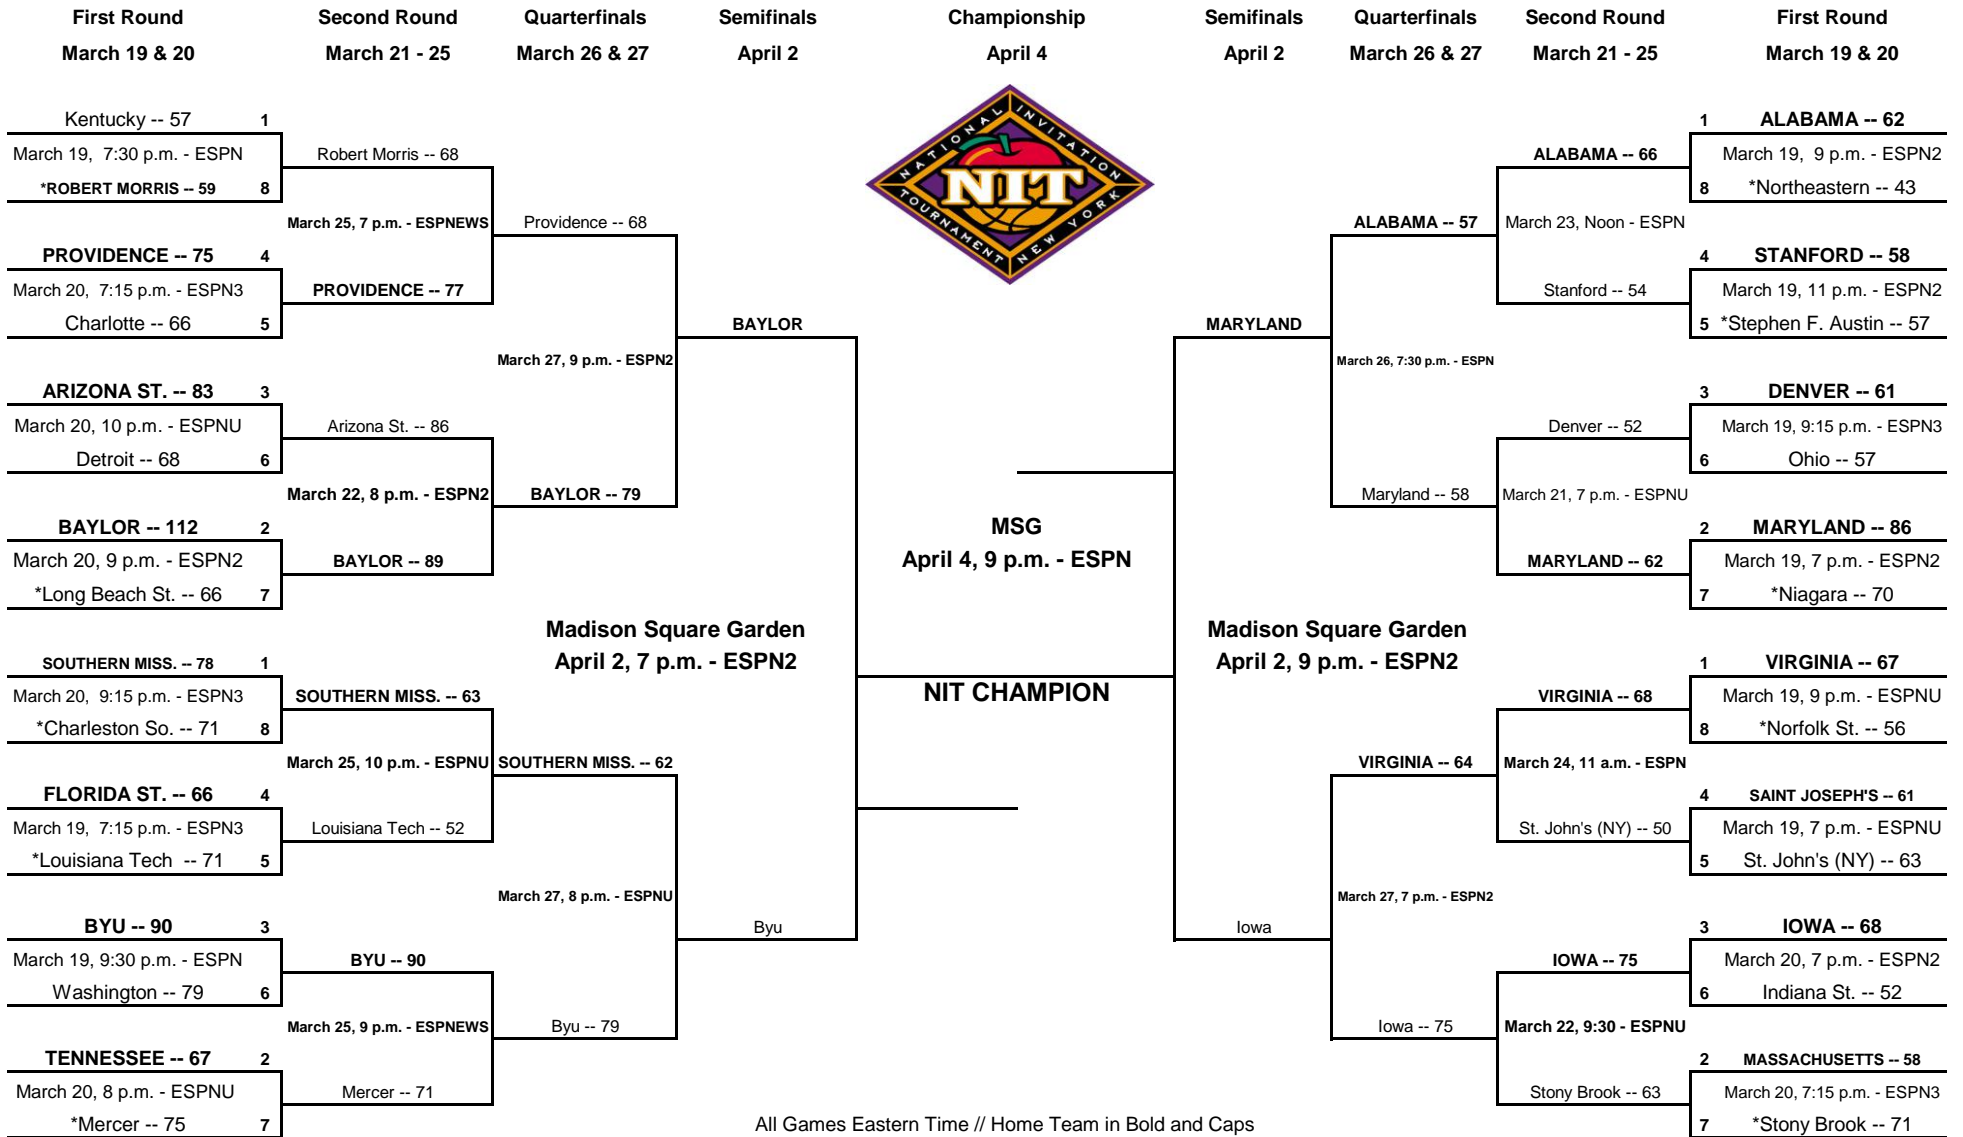 First Round
Second Round
Quarterfinals
Semifinals
Championship
Semifinals
Quarterfinals
Second Round
First Round
March 19 & 20
March 21 - 25
March 26 & 27
April 2
April 4
April 2
March 26 & 27
March 21 - 25
March 19 & 20
Kentucky -- 57 1
March 19, 7:30 p.m. - ESPN
*ROBERT MORRIS -- 59 8
PROVIDENCE -- 75 4
March 20, 7:15 p.m. - ESPN3
Charlotte -- 66 5
ARIZONA ST. -- 83 3
March 20, 10 p.m. - ESPNU
Detroit -- 68 6
BAYLOR -- 112 2
March 20, 9 p.m. - ESPN2
*Long Beach St. -- 66 7
SOUTHERN MISS. -- 78 1
March 20, 9:15 p.m. - ESPN3
*Charleston So. -- 71 8
FLORIDA ST. -- 66 4
March 19, 7:15 p.m. - ESPN3
*Louisiana Tech -- 71 5
BYU -- 90 3
March 19, 9:30 p.m. - ESPN
Washington -- 79 6
TENNESSEE -- 67 2
March 20, 8 p.m. - ESPNU
*Mercer -- 75 7
Robert Morris -- 68
March 25, 7 p.m. - ESPNEWS
PROVIDENCE -- 77
Arizona St. -- 86
March 22, 8 p.m. - ESPN2
BAYLOR -- 89
SOUTHERN MISS. -- 63
March 25, 10 p.m. - ESPNU
Louisiana Tech -- 52
BYU -- 90
March 25, 9 p.m. - ESPNEWS
Mercer -- 71
Providence -- 68
March 27, 9 p.m. - ESPN2
BAYLOR -- 79
SOUTHERN MISS. -- 62
March 27, 8 p.m. - ESPNU
Byu -- 79
BAYLOR
Madison Square Garden
April 2, 7 p.m. - ESPN2
Byu
NATIONAL INVITATION
NIT
TOURNAMENT NEW YORK
MSG
April 4, 9 p.m. - ESPN
NIT CHAMPION
MARYLAND
Madison Square Garden
April 2, 9 p.m. - ESPN2
Iowa
ALABAMA -- 57
March 26, 7:30 p.m. - ESPN
Maryland -- 58
VIRGINIA -- 64
March 27, 7 p.m. - ESPN2
Iowa -- 75
ALABAMA -- 66
March 23, Noon - ESPN
Stanford -- 54
Denver -- 52
March 21, 7 p.m. - ESPNU
MARYLAND -- 62
VIRGINIA -- 68
March 24, 11 a.m. - ESPN
St. John's (NY) -- 50
IOWA -- 75
March 22, 9:30 - ESPNU
Stony Brook -- 63
1 ALABAMA -- 62
March 19, 9 p.m. - ESPN2
8 *Northeastern -- 43
4 STANFORD -- 58
March 19, 11 p.m. - ESPN2
5 *Stephen F. Austin -- 57
3 DENVER -- 61
March 19, 9:15 p.m. - ESPN3
6 Ohio -- 57
2 MARYLAND -- 86
March 19, 7 p.m. - ESPN2
7 *Niagara -- 70
1 VIRGINIA -- 67
March 19, 9 p.m. - ESPNU
8 *Norfolk St. -- 56
4 SAINT JOSEPH'S -- 61
March 19, 7 p.m. - ESPNU
5 St. John's (NY) -- 63
3 IOWA -- 68
March 20, 7 p.m. - ESPN2
6 Indiana St. -- 52
2 MASSACHUSETTS -- 58
March 20, 7:15 p.m. - ESPN3
7 *Stony Brook -- 71
All Games Eastern Time // Home Team in Bold and Caps